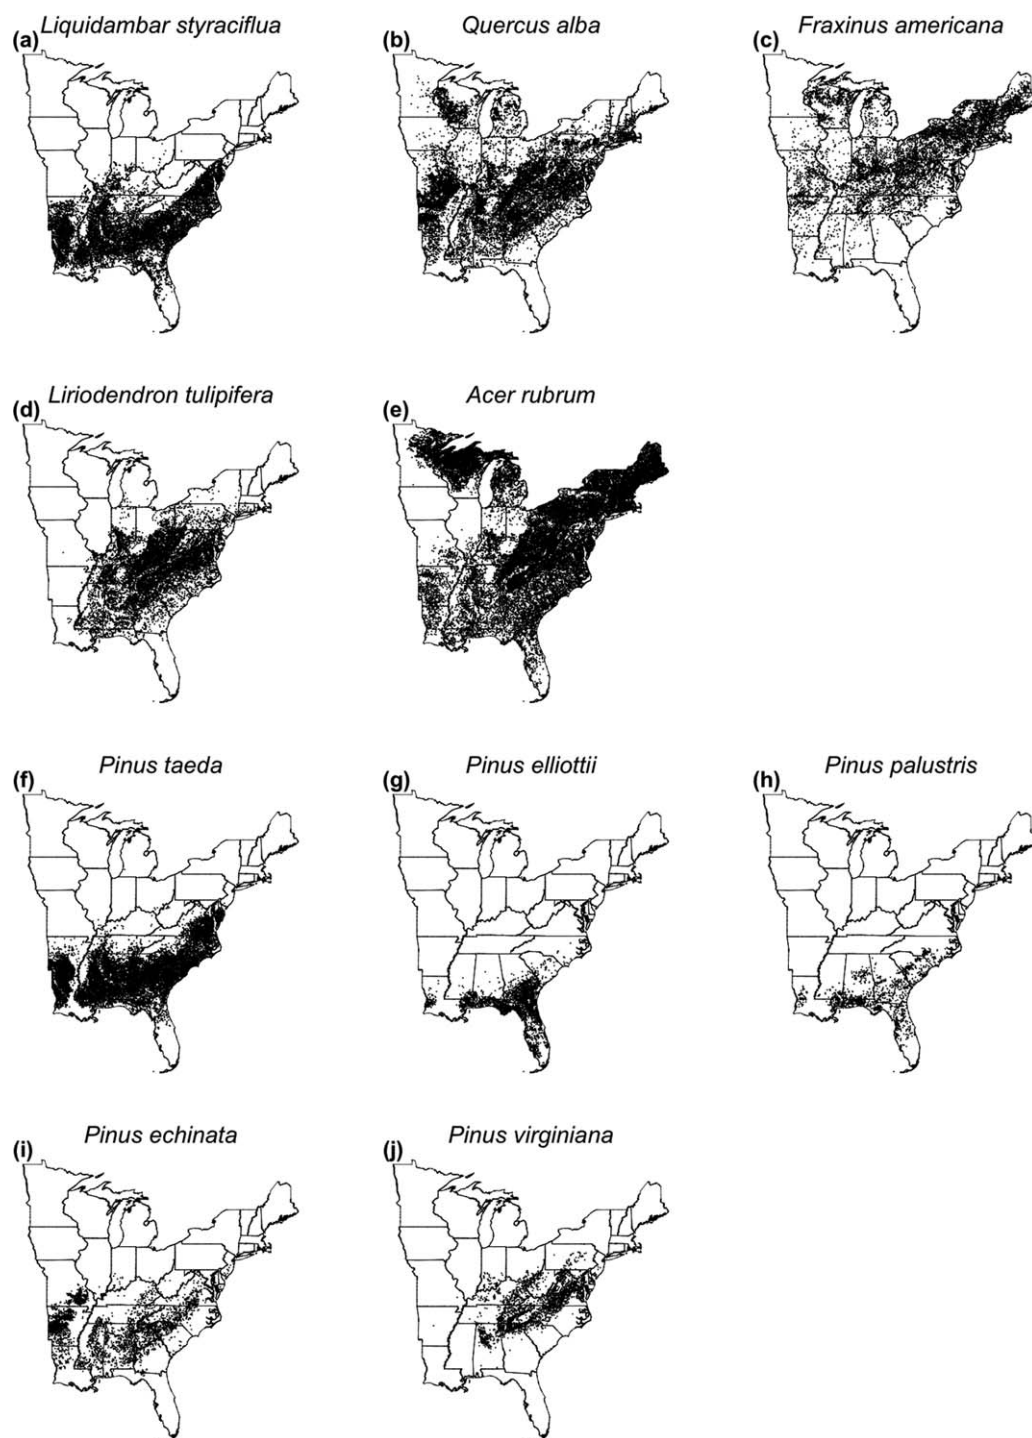 Liquidambar styraciflua
Quercus alba
Fraxinus americana
(a)
(b)
(c)
Liriodendron tulipifera
Acer rubrum
(d)
(e)
Pinus taeda
Pinus elliottii
Pinus palustris
(f)
(g)
(h)
Pinus echinata
Pinus virginiana
(i)
(j)